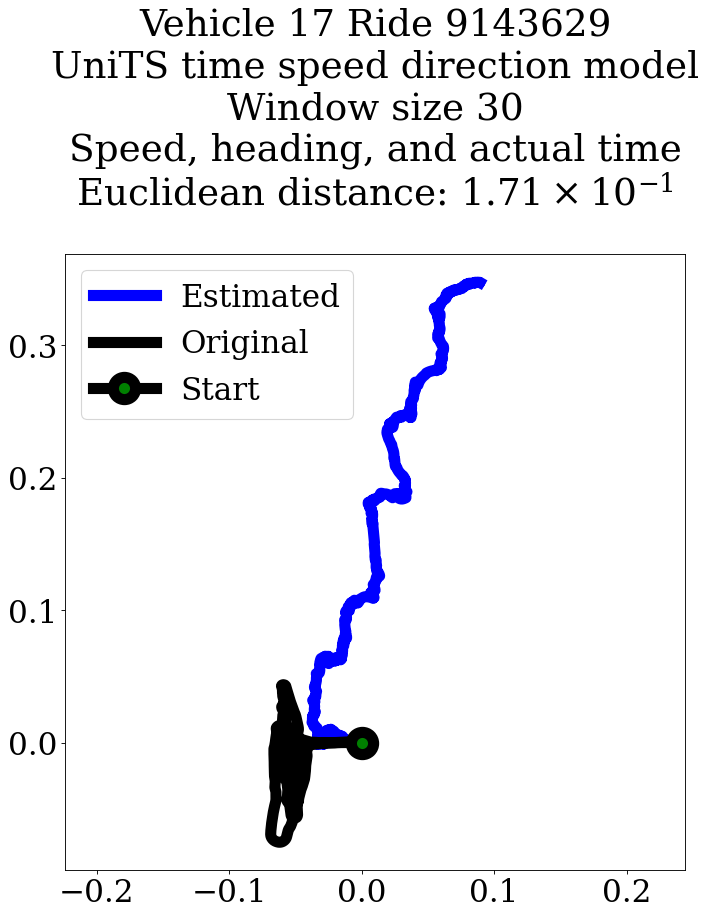 Vehicle 17 Ride 9143629
UniTS time speed direction model
Window size 30
Speed, heading, and actual time
Euclidean distance: 1.71 × 10⁻¹
Estimated
Original
Start
0.3
0.2
0.1
0.0
−0.2 −0.1 0.0 0.1 0.2